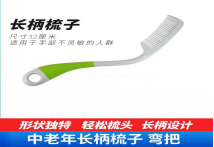 长柄梳子
尺寸32厘米
适用于手部不灵敏的人群
形状独特 轻松梳头 长柄设计
中老年长柄梳子 弯把